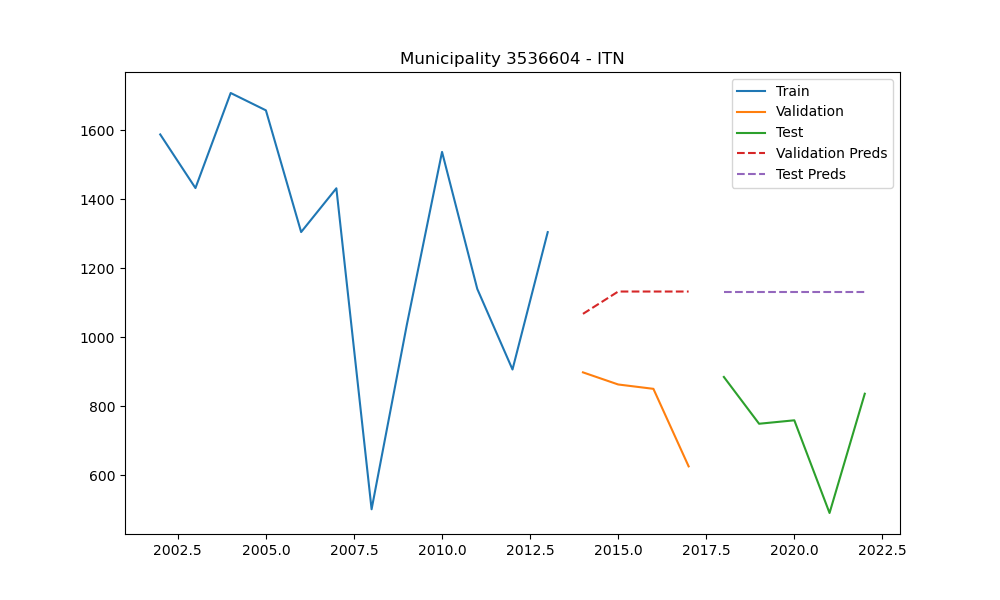 Municipality 3536604 - ITN
Train
Validation
Test
Validation Preds
Test Preds
1600
1400
1200
1000
800
600
2002.5 2005.0 2007.5 2010.0 2012.5 2015.0 2017.5 2020.0 2022.5